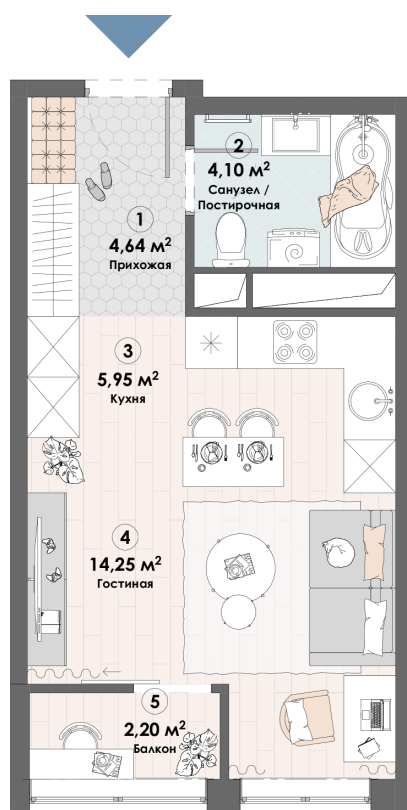 2
4,10 м²
Санузел /
Постирочная
1
4,64 м²
Прихожая
3
5,95 м²
Кухня
4
14,25 м²
Гостиная
5
2,20 м²
Балкон